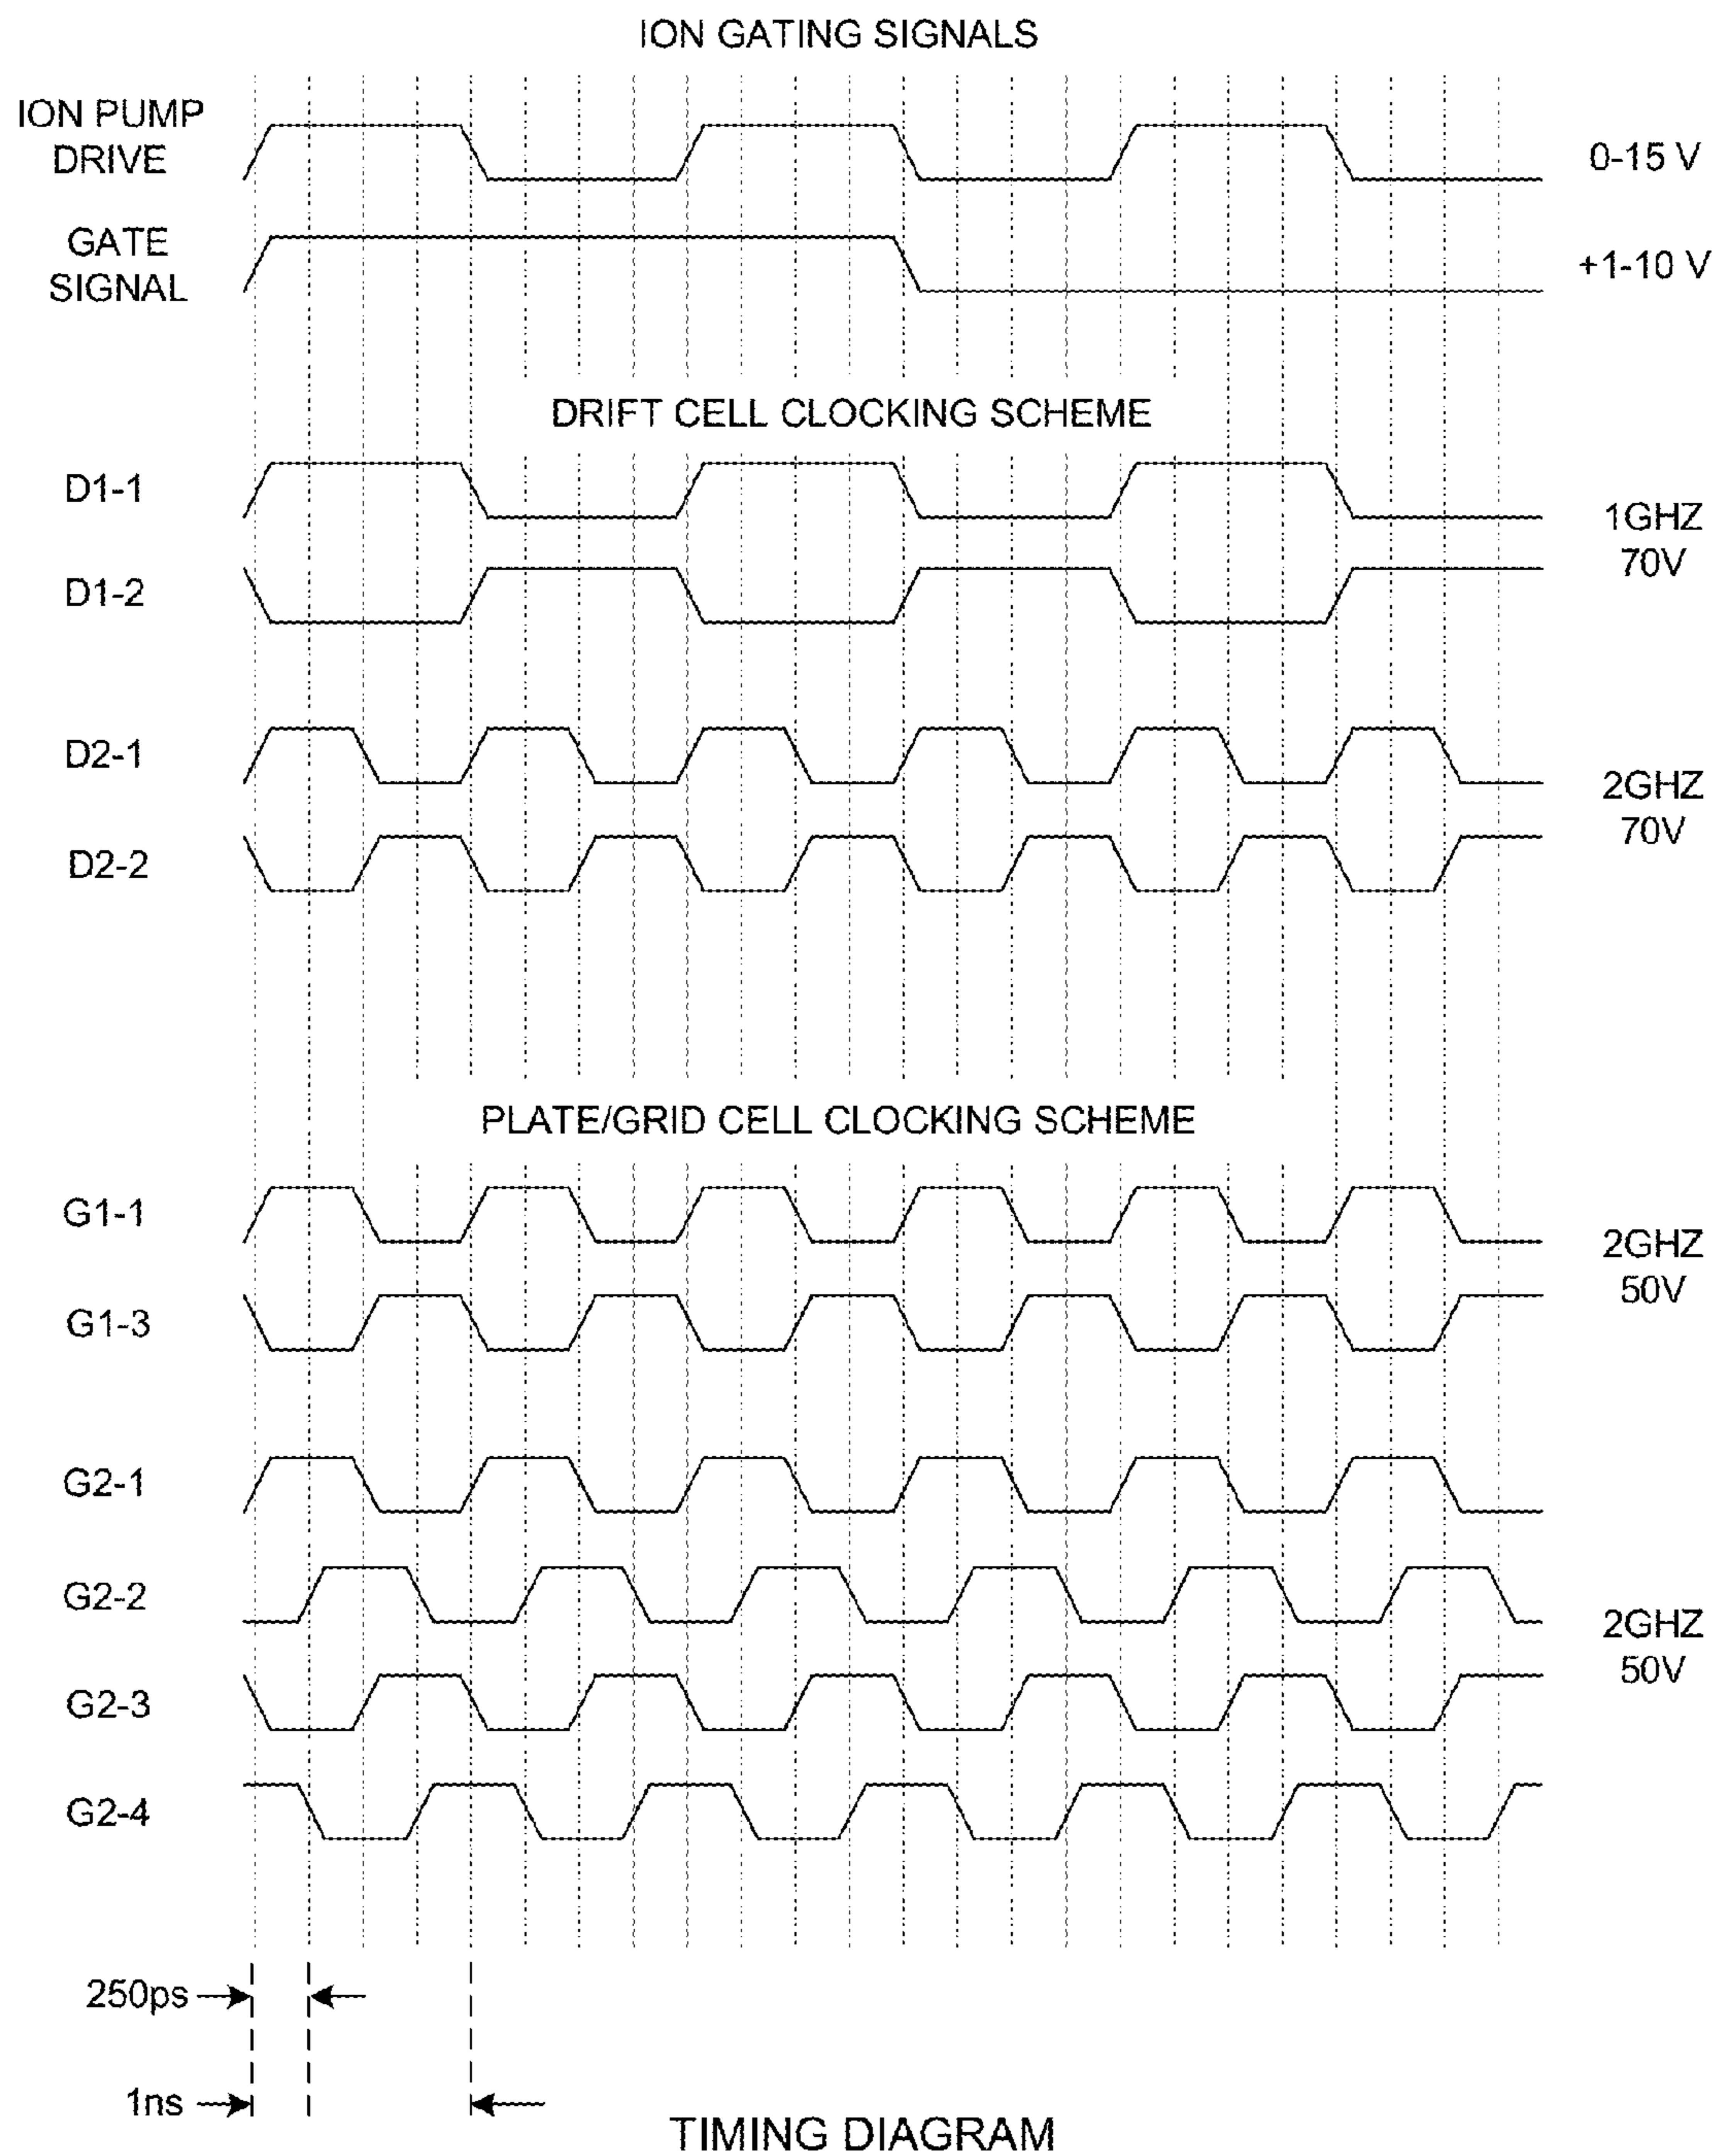 ION GATING SIGNALS
ION PUMP
DRIVE
0-15 V
GATE
SIGNAL
+1-10 V
DRIFT CELL CLOCKING SCHEME
D1-1
1GHZ
70V
D1-2
D2-1
2GHZ
70V
D2-2
PLATE/GRID CELL CLOCKING SCHEME
G1-1
2GHZ
50V
G1-3
G2-1
G2-2
2GHZ
50V
G2-3
G2-4
250ps
1ns
TIMING DIAGRAM